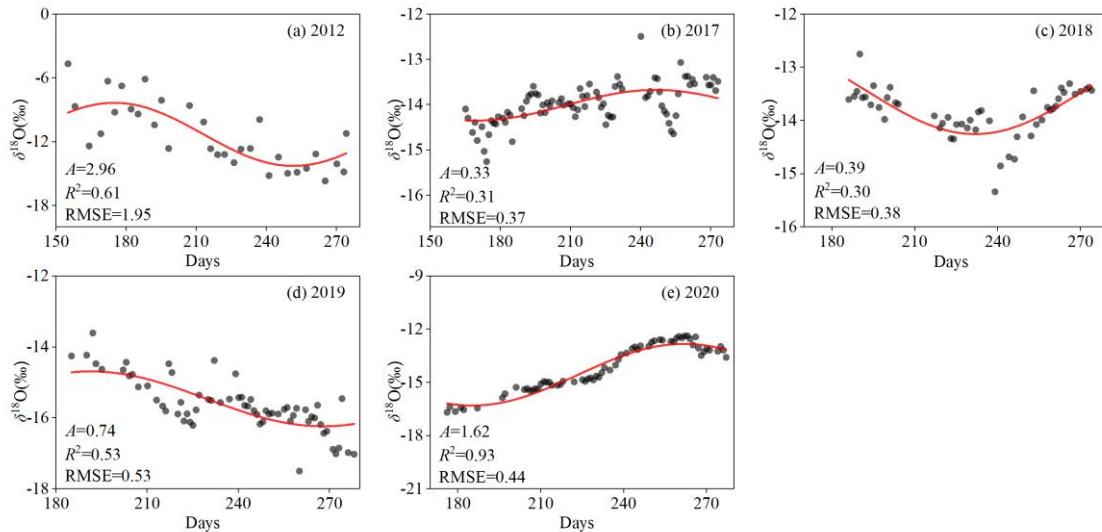 (a) 2012
0
-6
-12
-18
δ18O(‰)
A=2.96
R2=0.61
RMSE=1.95
150 180 210 240 270
Days
(b) 2017
-12
-13
-14
-15
-16
δ18O(‰)
A=0.33
R2=0.31
RMSE=0.37
150 180 210 240 270
Days
(c) 2018
-12
-13
-14
-15
-16
δ18O(‰)
A=0.39
R2=0.30
RMSE=0.38
180 210 240 270
Days
(d) 2019
-12
-14
-16
-18
δ18O(‰)
A=0.74
R2=0.53
RMSE=0.53
180 210 240 270
Days
(e) 2020
-9
-12
-15
-18
-21
δ18O(‰)
A=1.62
R2=0.93
RMSE=0.44
180 210 240 270
Days